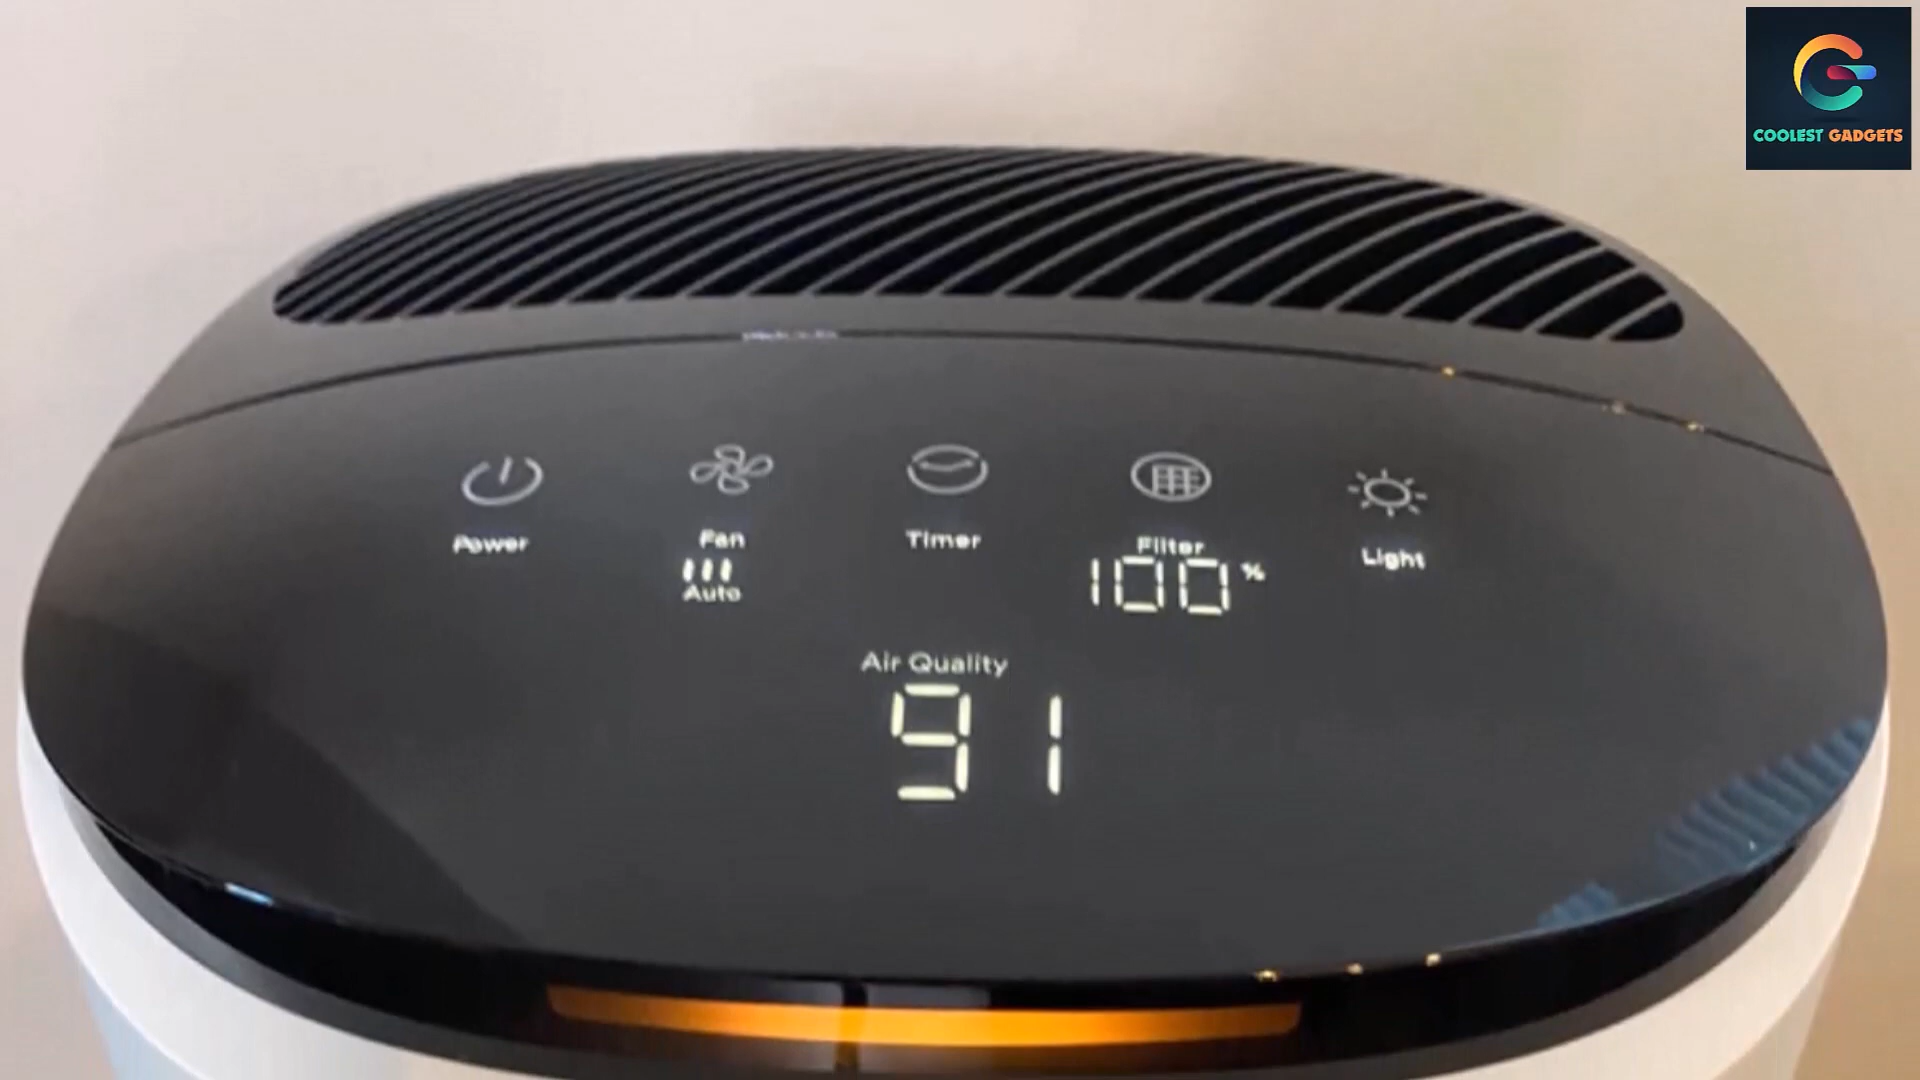 COOLEST GADGETS
Power
Fan
Auto
Timer
Filter
100%
Light
Air Quality
91